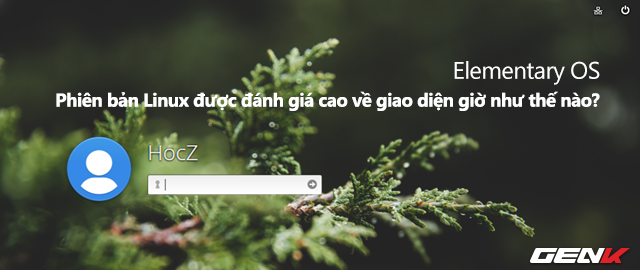 Elementary OS
Phiên bản Linux được đánh giá cao về giao diện giờ như thế nào?
HocZ
GENK